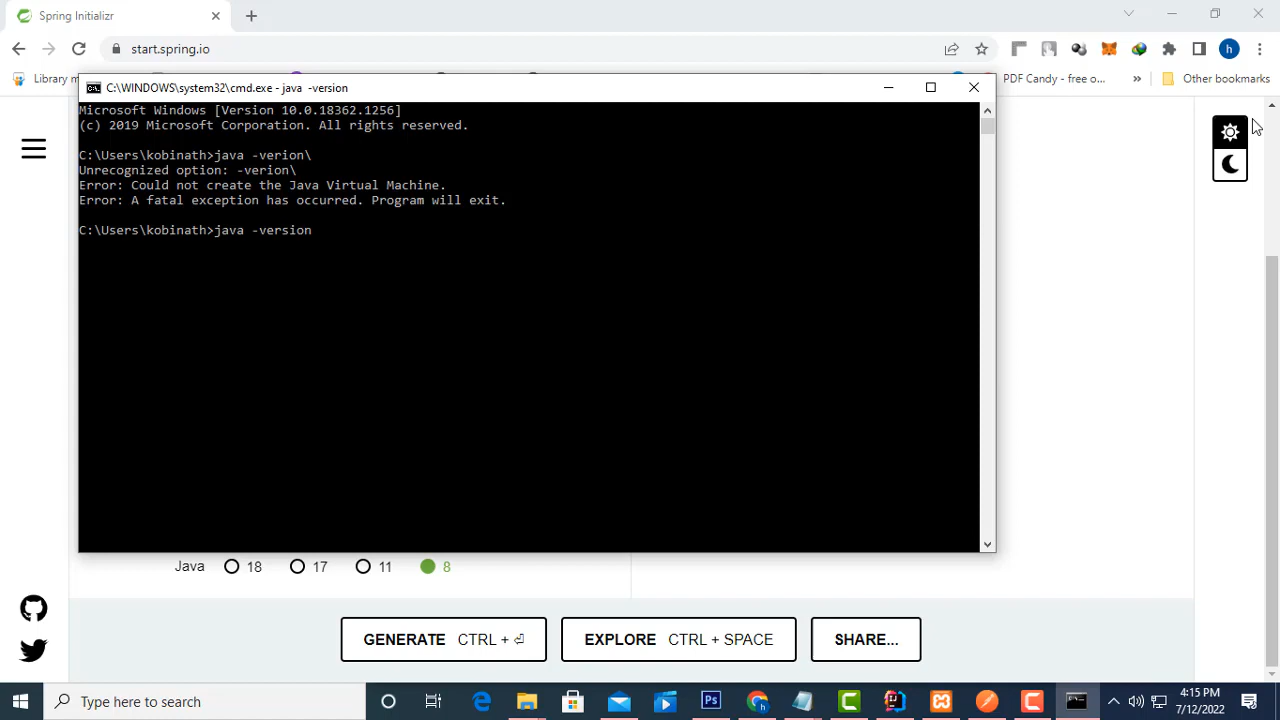 Spring Initializr
start.spring.io
Library m
PDF Candy - free o...
»
Other bookmarks
h
C:\WINDOWS\system32\cmd.exe - java -version
Microsoft Windows [Version 10.0.18362.1256]
(c) 2019 Microsoft Corporation. All rights reserved.
C:\Users\kobinath>java -verion\
Unrecognized option: -verion\
Error: Could not create the Java Virtual Machine.
Error: A fatal exception has occurred. Program will exit.
C:\Users\kobinath>java -version
Java 18 17 11 8
GENERATE CTRL + ⏎ EXPLORE CTRL + SPACE SHARE...
Type here to search
Ps
h
4:15 PM
7/12/2022